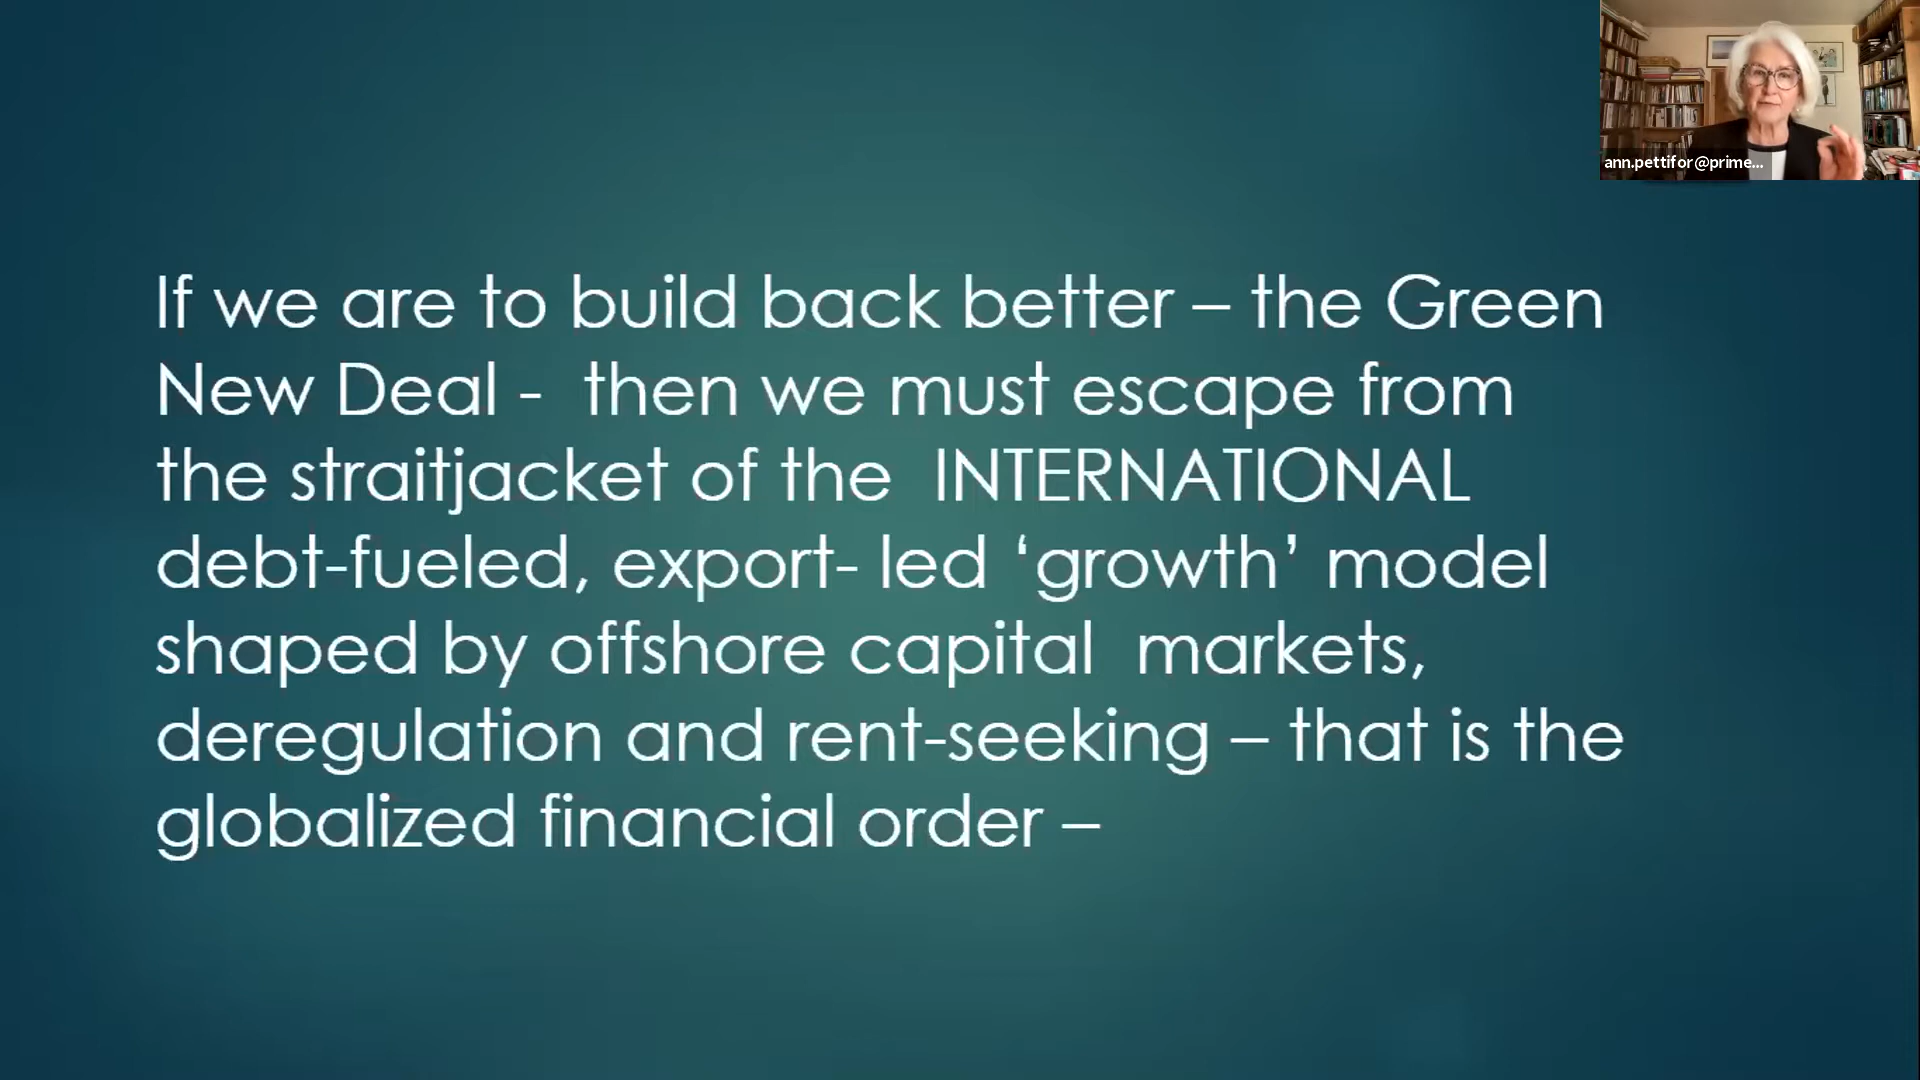 ann.pettifor@prime...
If we are to build back better – the Green
New Deal -  then we must escape from
the straitjacket of the  INTERNATIONAL
debt-fueled, export- led ‘growth’ model
shaped by offshore capital  markets,
deregulation and rent-seeking – that is the
globalized financial order –